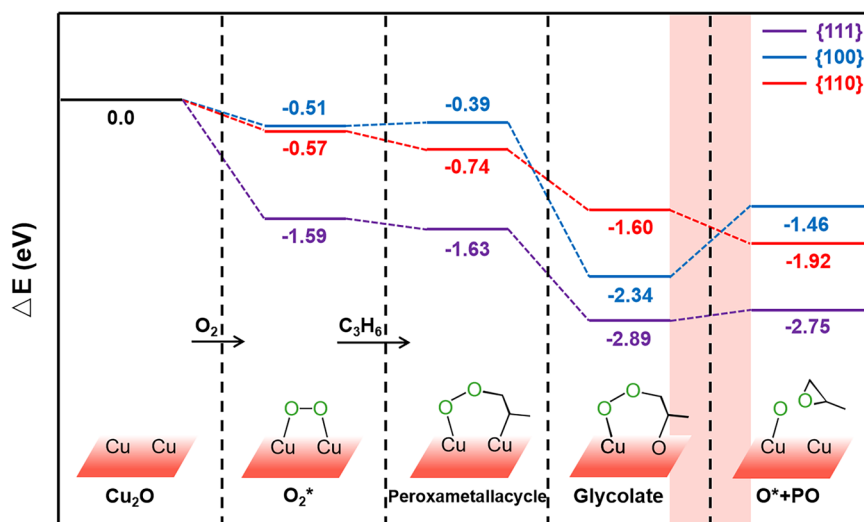 {111}
{100}
{110}
0.0
-0.51
-0.57
-1.59
-0.39
-0.74
-1.63
-1.60
-2.34
-2.89
-1.46
-1.92
-2.75
△E (eV)
O₂
C₃H₆
Cu Cu
O O
Cu Cu
O O
Cu Cu
O O
Cu O
O O
Cu Cu
Cu₂O
O₂*
Peroxametallacycle
Glycolate
O*+PO